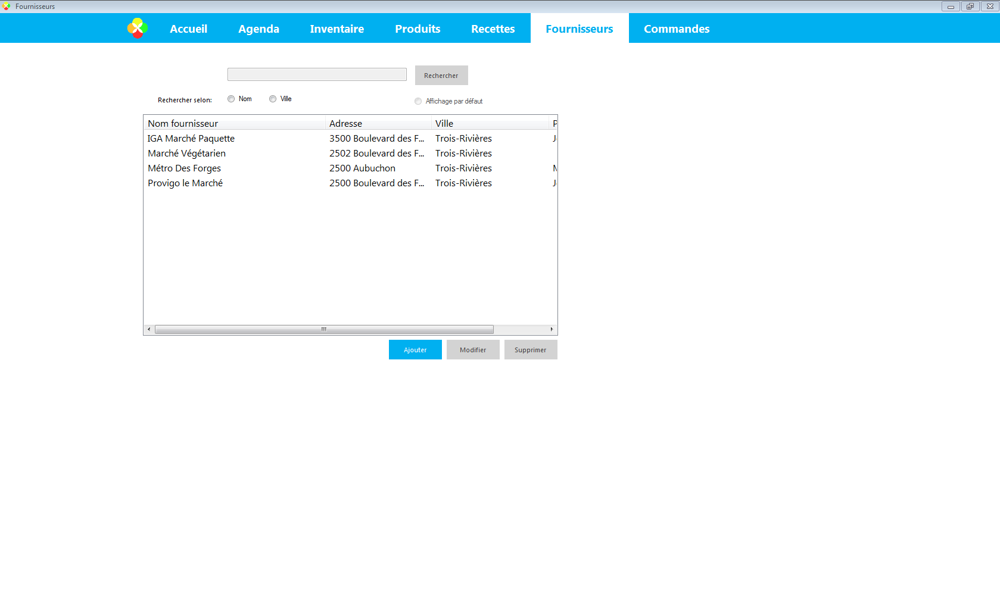 Fournisseurs
Accueil Agenda Inventaire Produits Recettes Fournisseurs Commandes
Rechercher
Rechercher selon: Nom Ville Affichage par défaut
Nom fournisseur Adresse Ville P
IGA Marché Paquette 3500 Boulevard des F... Trois-Rivières
Marché Végétarien 2502 Boulevard des F... Trois-Rivières
Métro Des Forges 2500 Aubuchon Trois-Rivières
Provigo le Marché 2500 Boulevard des F... Trois-Rivières
Ajouter Modifier Supprimer